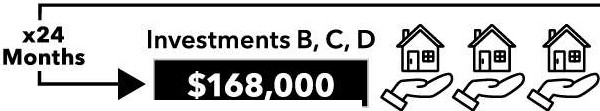 x24
Months
Investments B, C, D
$168,000